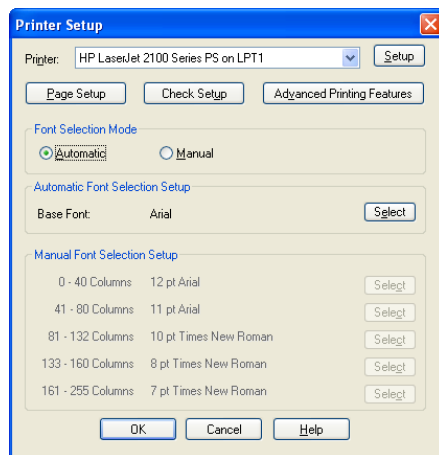 Printer Setup
Printer: HP LaserJet 2100 Series PS on LPT1 Setup
Page Setup Check Setup Advanced Printing Features
Font Selection Mode
Automatic Manual
Automatic Font Selection Setup
Base Font: Arial Select
Manual Font Selection Setup
0 - 40 Columns 12 pt Arial Select
41 - 80 Columns 11 pt Arial Select
81 - 132 Columns 10 pt Times New Roman Select
133 - 160 Columns 8 pt Times New Roman Select
161 - 255 Columns 7 pt Times New Roman Select
OK Cancel Help